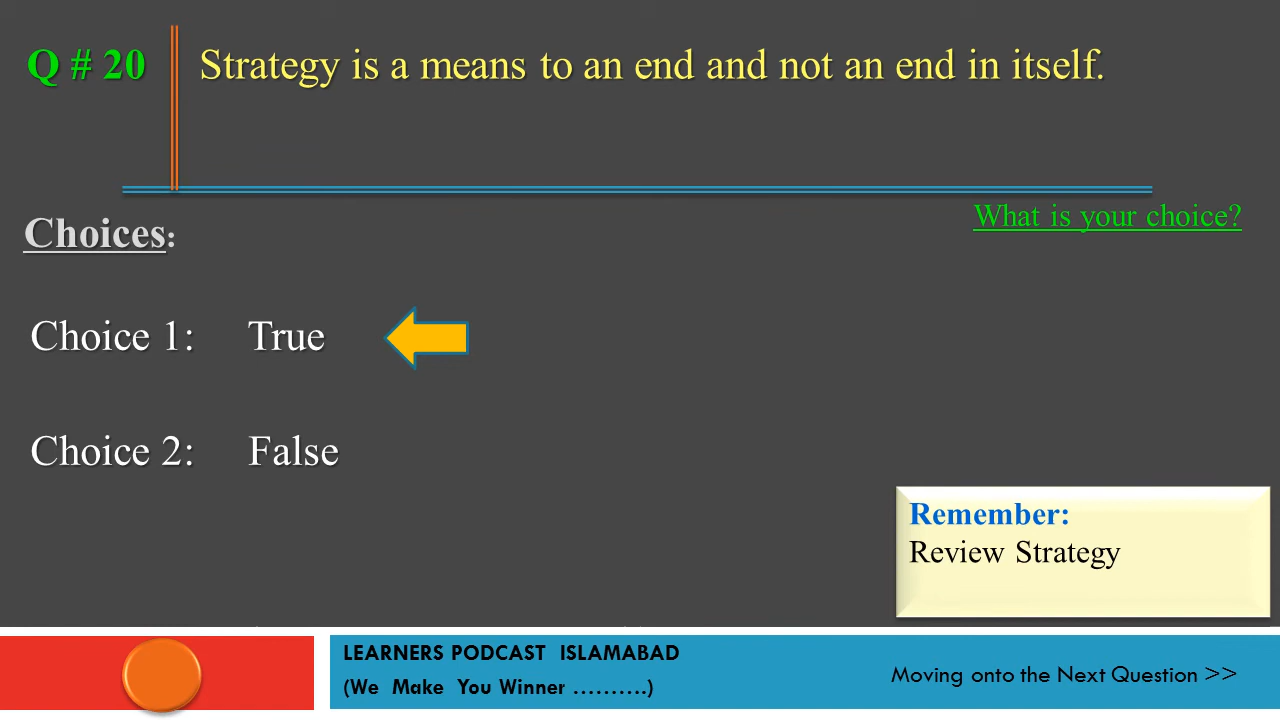 Q # 20 Strategy is a means to an end and not an end in itself.
What is your choice?
Choices:
Choice 1: True
Choice 2: False
Remember:
Review Strategy
LEARNERS PODCAST ISLAMABAD
(We Make You Winner ……….)
Moving onto the Next Question >>